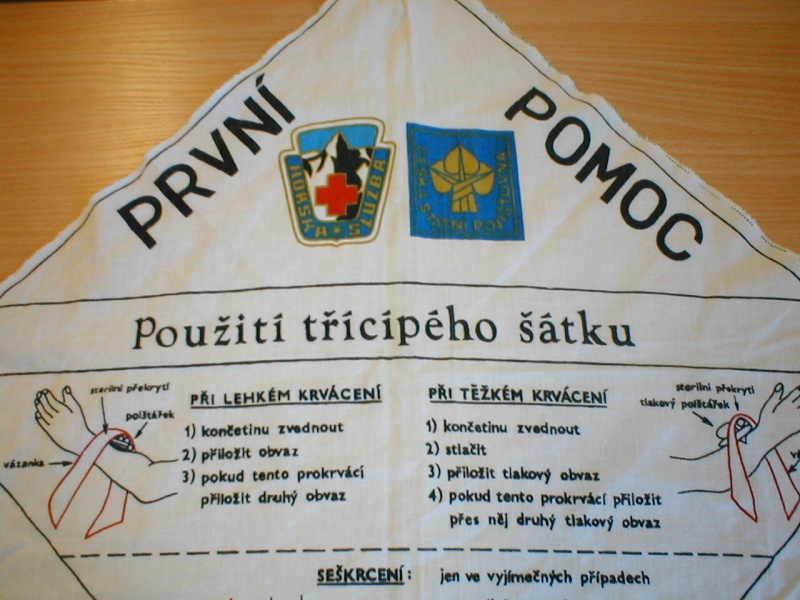 PRVNÍ POMOC
HORSKÁ SLUŽBA
ČESKÁ STÁTNÍ POJIŠŤOVNA
Použití třícípého šátku
sterilní překrytí
polštářek
vázanka
PŘI LEHKÉM KRVÁCENÍ
1) končetinu zvednout
2) přiložit obvaz
3) pokud tento prokrvácí
přiložit druhý obvaz
PŘI TĚŽKÉM KRVÁCENÍ
1) končetinu zvednout
2) stlačit
3) přiložit tlakový obvaz
4) pokud tento prokrvácí přiložit
přes něj druhý tlakový obvaz
sterilní překrytí
tlakový polštářek
SEŠKRCENÍ: jen ve vyjímečných případech